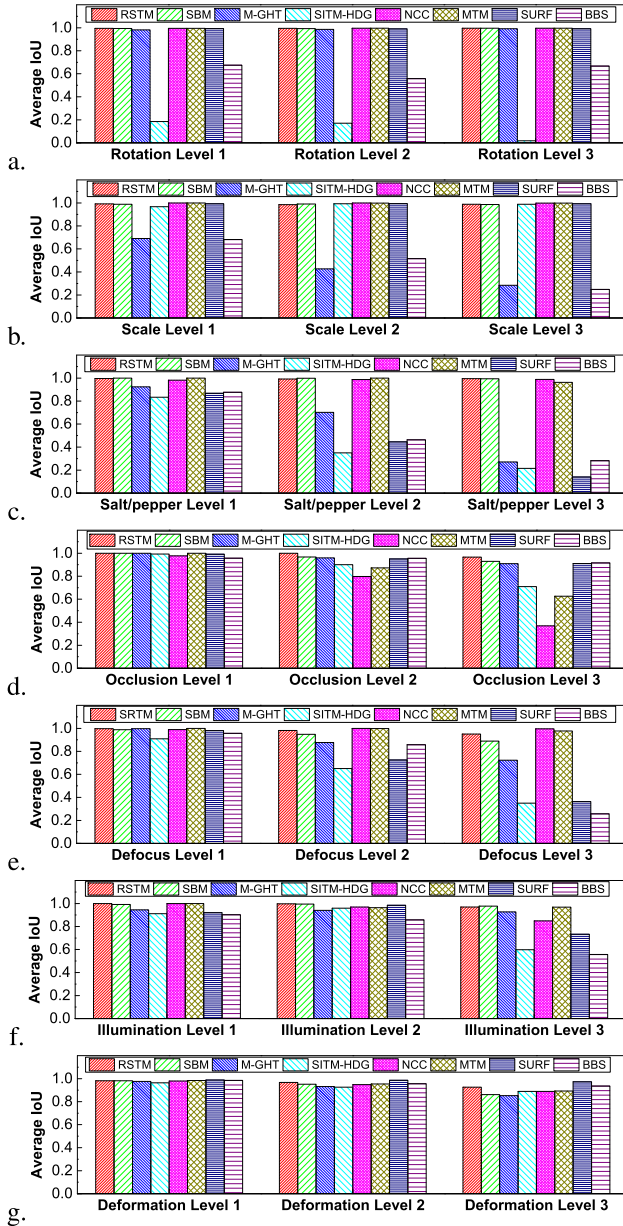 RSTM SBM M-GHT SITM-HDG NCC MTM SURF BBS
1.0
0.8
0.6
0.4
0.2
0.0
Average IoU
Rotation Level 1 Rotation Level 2 Rotation Level 3
a.
RSTM SBM M-GHT SITM-HDG NCC MTM SURF BBS
1.0
0.8
0.6
0.4
0.2
0.0
Average IoU
Scale Level 1 Scale Level 2 Scale Level 3
b.
RSTM SBM M-GHT SITM-HDG NCC MTM SURF BBS
1.0
0.8
0.6
0.4
0.2
0.0
Average IoU
Salt/pepper Level 1 Salt/pepper Level 2 Salt/pepper Level 3
c.
RSTM SBM M-GHT SITM-HDG NCC MTM SURF BBS
1.0
0.8
0.6
0.4
0.2
0.0
Average IoU
Occlusion Level 1 Occlusion Level 2 Occlusion Level 3
d.
SRTM SBM M-GHT SITM-HDG NCC MTM SURF BBS
1.0
0.8
0.6
0.4
0.2
0.0
Average IoU
Defocus Level 1 Defocus Level 2 Defocus Level 3
e.
RSTM SBM M-GHT SITM-HDG NCC MTM SURF BBS
1.0
0.8
0.6
0.4
0.2
0.0
Average IoU
Illumination Level 1 Illumination Level 2 Illumination Level 3
f.
RSTM SBM M-GHT SITM-HDG NCC MTM SURF BBS
1.0
0.8
0.6
0.4
0.2
0.0
Average IoU
Deformation Level 1 Deformation Level 2 Deformation Level 3
g.